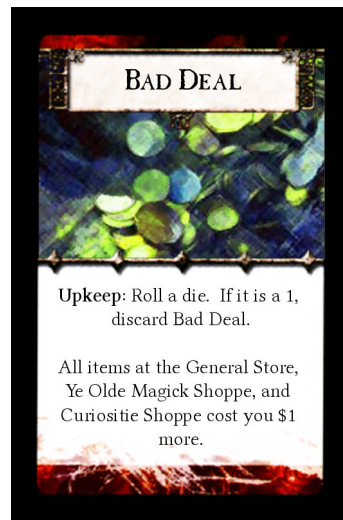 BAD DEAL
Upkeep: Roll a die. If it is a 1,
discard Bad Deal.
All items at the General Store,
Ye Olde Magick Shoppe, and
Curiositie Shoppe cost you $1
more.